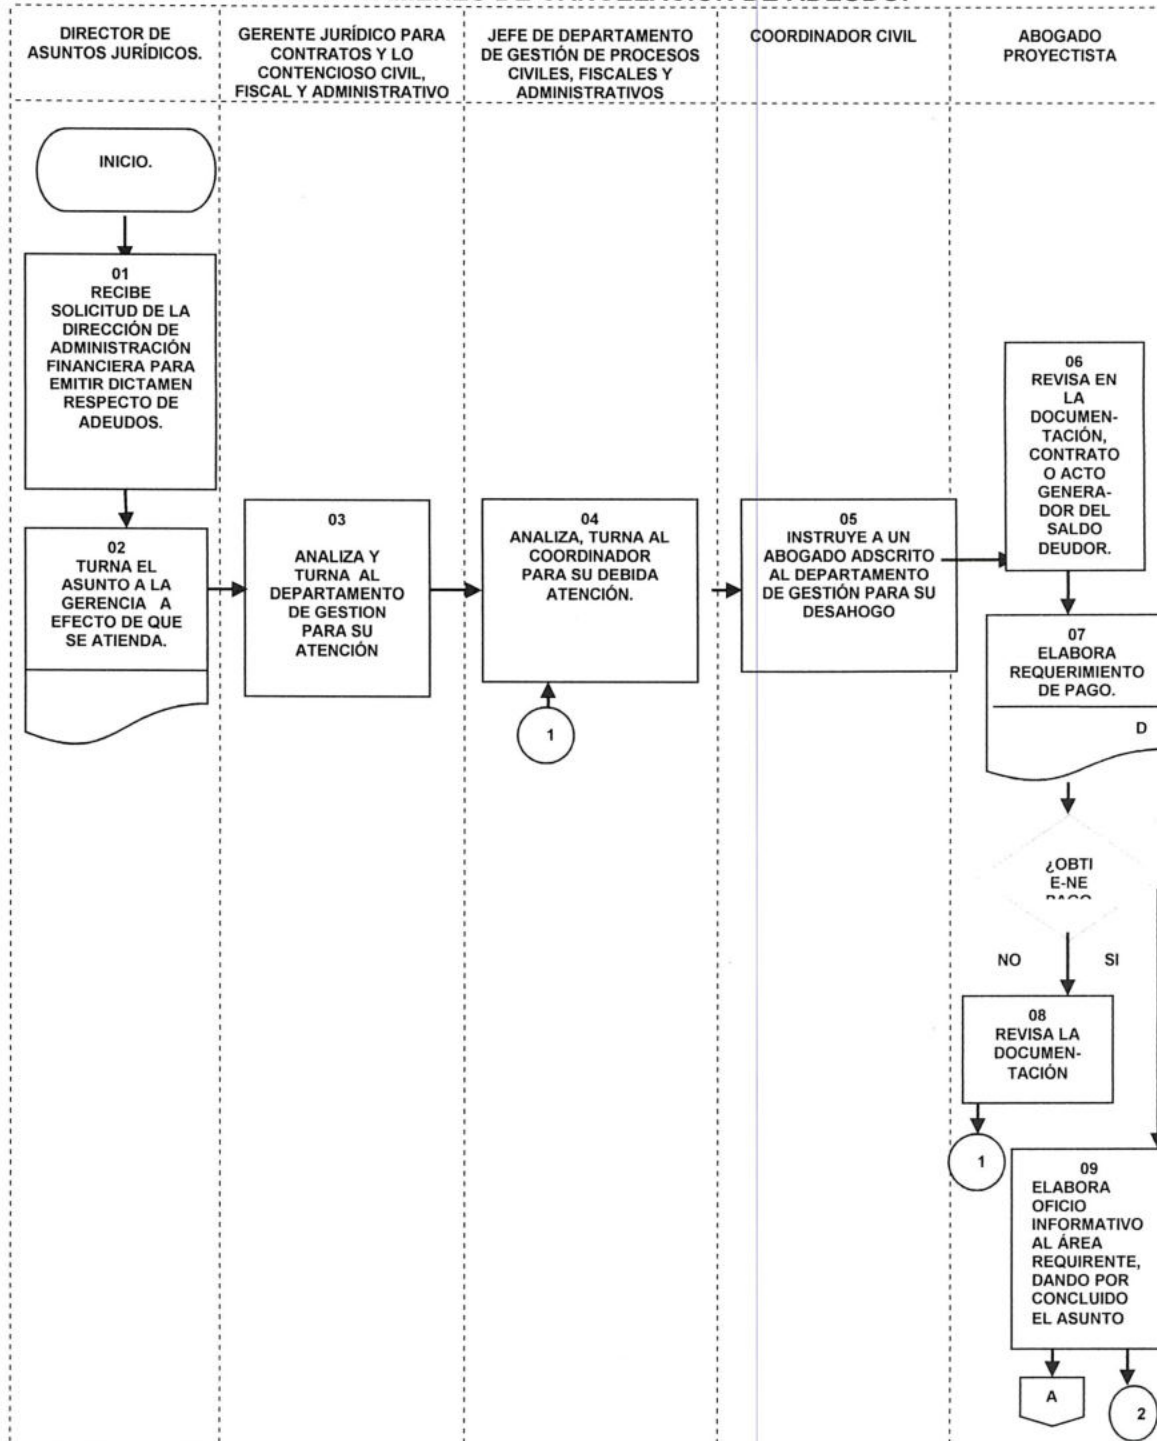 DIRECTOR DE
ASUNTOS JURÍDICOS.
GERENTE JURÍDICO PARA
CONTRATOS Y LO
CONTENCIOSO CIVIL,
FISCAL Y ADMINISTRATIVO
JEFE DE DEPARTAMENTO
DE GESTIÓN DE PROCESOS
CIVILES, FISCALES Y
ADMINISTRATIVOS
COORDINADOR CIVIL
ABOGADO
PROYECTISTA
INICIO.
01
RECIBE
SOLICITUD DE LA
DIRECCIÓN DE
ADMINISTRACIÓN
FINANCIERA PARA
EMITIR DICTAMEN
RESPECTO DE
ADEUDOS.
02
TURNA EL
ASUNTO A LA
GERENCIA A
EFECTO DE QUE
SE ATIENDA.
03
ANALIZA Y
TURNA AL
DEPARTAMENTO
DE GESTION
PARA SU
ATENCIÓN
04
ANALIZA, TURNA AL
COORDINADOR
PARA SU DEBIDA
ATENCIÓN.
1
05
INSTRUYE A UN
ABOGADO ADSCRITO
AL DEPARTAMENTO
DE GESTIÓN PARA SU
DESAHOGO
06
REVISA EN
LA
DOCUMEN-
TACIÓN,
CONTRATO
O ACTO
GENERA-
DOR DEL
SALDO
DEUDOR.
07
ELABORA
REQUERIMIENTO
DE PAGO.
D
¿OBTI
E-NE
PAGO
NO
SI
08
REVISA LA
DOCUMEN-
TACIÓN
1
09
ELABORA
OFICIO
INFORMATIVO
AL ÁREA
REQUIRENTE,
DANDO POR
CONCLUIDO
EL ASUNTO
A
2